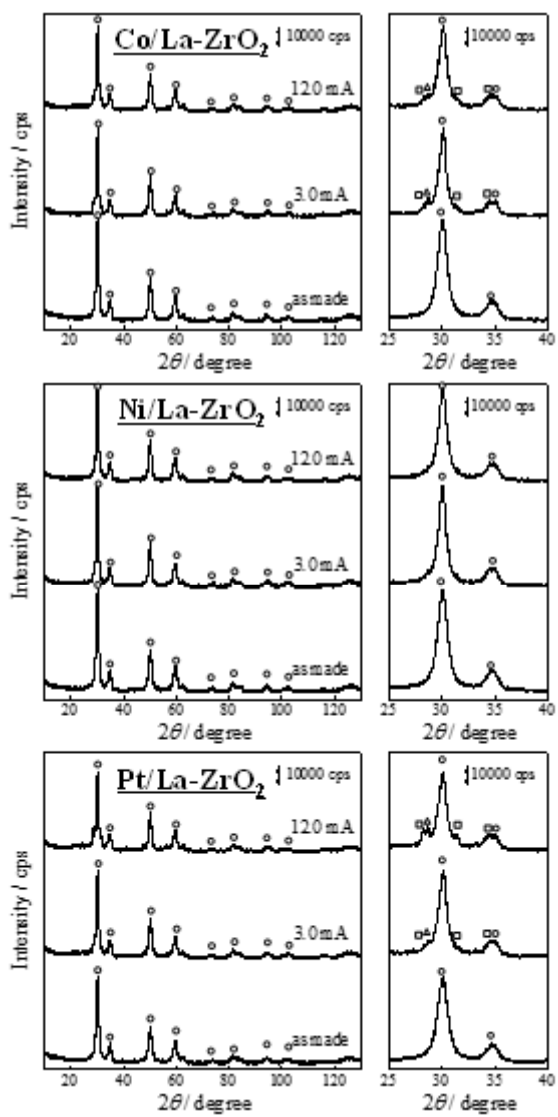 Co/La-ZrO₂
10000 cps
10000 cps
120 mA
3.0 mA
as made
Intensity / cps
20 40 60 80 100 120
25 30 35 40
2θ / degree
2θ / degree
Ni/La-ZrO₂
10000 cps
10000 cps
120 mA
3.0 mA
as made
Intensity / cps
20 40 60 80 100 120
25 30 35 40
2θ / degree
2θ / degree
Pt/La-ZrO₂
10000 cps
10000 cps
120 mA
3.0 mA
as made
Intensity / cps
20 40 60 80 100 120
25 30 35 40
2θ / degree
2θ / degree